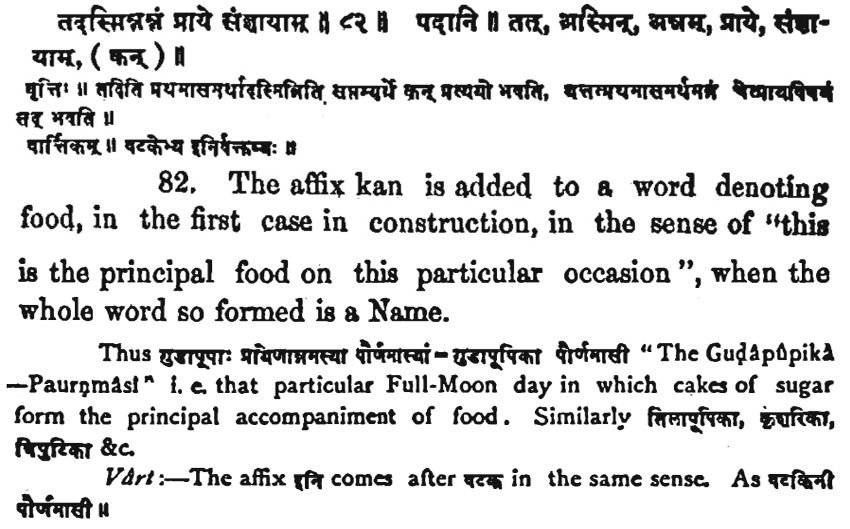 तदस्मिन्नन्नं प्राये संज्ञायाम् ॥ ८२ ॥ पदानि ॥ तत्, अस्मिन्, अन्नम्, प्राये, संज्ञा-
याम्, ( कन् ) ॥
वृत्तिः ॥ तदिति प्रथमासमर्थादस्मिन्निति सप्तम्यर्थे कन् प्रत्ययो भवति, यत्तत्प्रथमासमर्थमन्नं चेत्प्रायविषयं
तद् भवति ॥
वार्त्तिकम् ॥ वटकेभ्य इनिर्वक्तव्यः ॥
82. The affix kan is added to a word denoting
food, in the first case in construction, in the sense of "this
is the principal food on this particular occasion", when the
whole word so formed is a Name.
Thus गुडापूपाः प्रायेणान्नमस्यां पौर्णमास्यां = गुडापूपिका पौर्णमासी "The Guḍâpûpikâ
—Paurṇmâsî" i. e. that particular Full-Moon day in which cakes of sugar
form the principal accompaniment of food. Similarly तिलापूपिका, कृशरिका,
त्रिपुटिका &c.
Vârt:—The affix इनि comes after वटक in the same sense. As वटकिनी
पौर्णमासी ॥